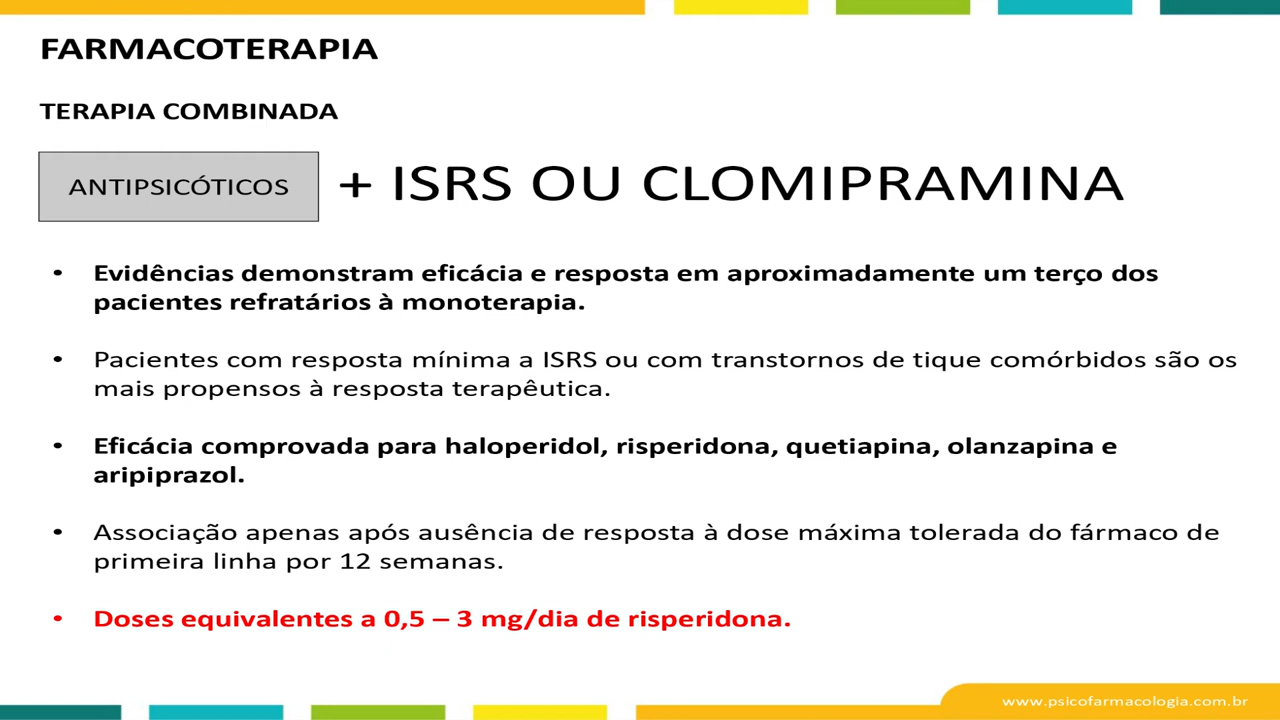 FARMACOTERAPIA
TERAPIA COMBINADA
ANTIPSICÓTICOS + ISRS OU CLOMIPRAMINA
• Evidências demonstram eficácia e resposta em aproximadamente um terço dos
pacientes refratários à monoterapia.
• Pacientes com resposta mínima a ISRS ou com transtornos de tique comórbidos são os
mais propensos à resposta terapêutica.
• Eficácia comprovada para haloperidol, risperidona, quetiapina, olanzapina e
aripiprazol.
• Associação apenas após ausência de resposta à dose máxima tolerada do fármaco de
primeira linha por 12 semanas.
• Doses equivalentes a 0,5 – 3 mg/dia de risperidona.
www.psicofarmacologia.com.br